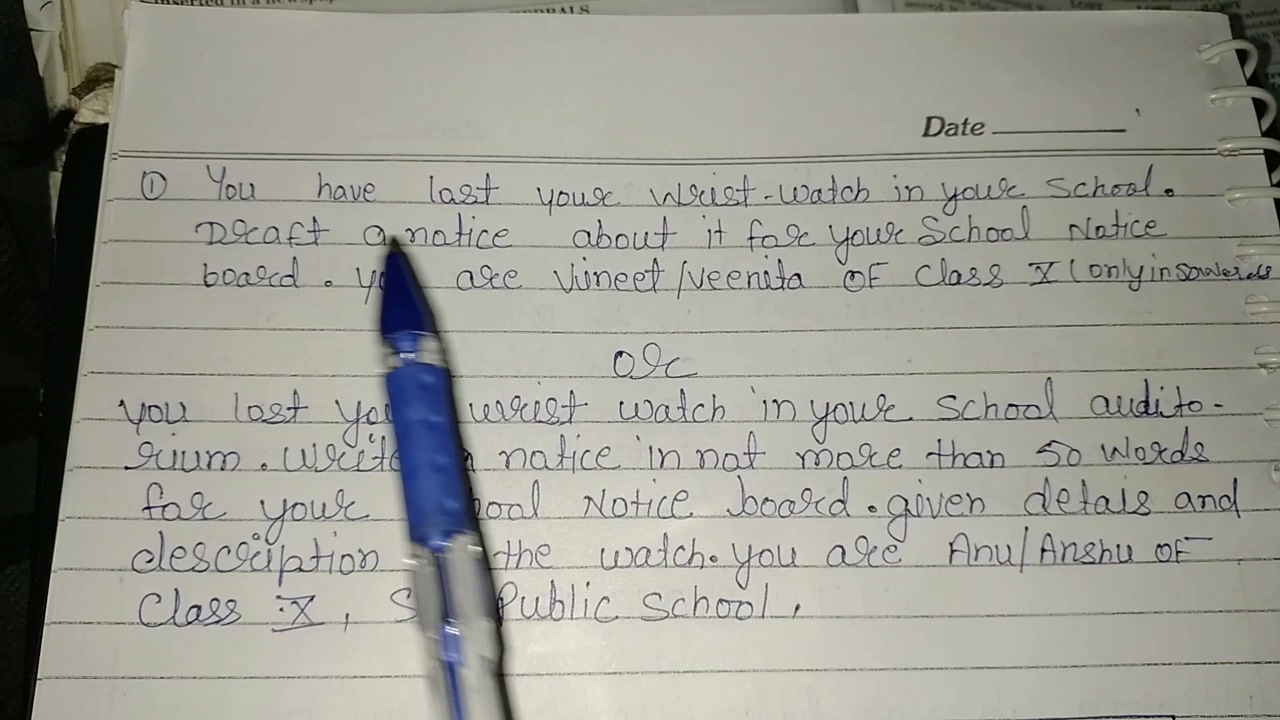 Date
① You have last your wrist-watch in your School.
Draft a notice about it for your School Notice
board. are Vineet/Veenita OF Class X (only in 50 words
OR
you lost wrist watch in your school audito-
rium. write notice in not more than 50 words
for your Notice board. given detais and
description the watch. you are Anu/Anshu OF
Class X, Public School,